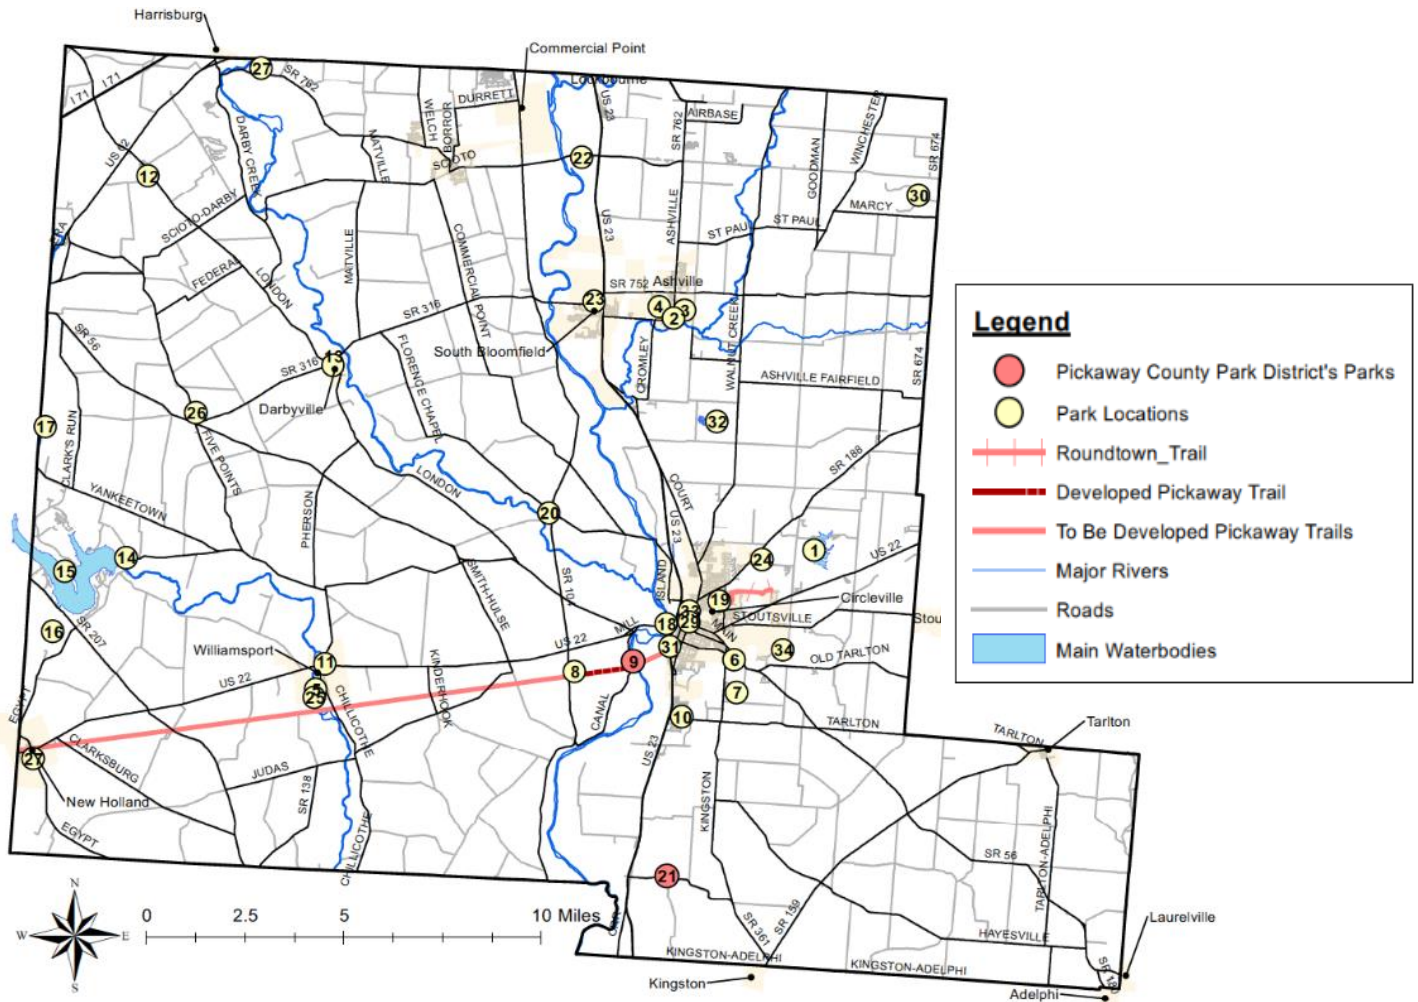 Harrisburg
Commercial Point
Lockbourne
27
SR 762
I 71
I 71
DURRETT
US 23
AIRBASE
WELCH
BORROR
SR 762
WINCHESTER
DARBY CREEK
MATVILLE
US 62
SCIOTO
22
GOODMAN
SR 674
12
30
MARCY
SCIOTO-DARBY
ASHVILLE
US 23
ST PAUL
ST PAUL
COMMERCIAL POINT
MATVILLE
FEDERAL
LONDON
SR 752
Ashville
23
4
3
2
SR 316
SR 56
South Bloomfield
FLORENCE CHAPEL
CROMLEY
WALNUT CREEK
SR 674
13
SR 316
ASHVILLE FAIRFIELD
Darbyville
26
17
32
CLARK'S RUN
FIVE POINTS
SR 188
LONDON
YANKEETOWN
COURT
PHERSON
20
US 23
14
15
24
1
US 22
SMITH-HULSE
SR 104
ISLAND
19
Circleville
33
29
18
MAIN
STOUTSVILLE
Stou
16
SR 207
MILL
US 22
31
Williamsport
11
9
8
6
34
OLD TARLTON
KINDERHOOK
US 22
25
7
EGYPT
CHILLICOTHE
CANAL
10
TARLTON
TARLTON
Tarlton
27
CLARKSBURG
US 23
JUDAS
New Holland
SR 138
KINGSTON
EGYPT
CHILLICOTHE
TARLTON-ADELPHI
SR 56
21
SR 361
SR 159
HAYESVILLE
Laurelville
KINGSTON-ADELPHI
KINGSTON-ADELPHI
SR 180
Kingston
Adelphi
N
W E
S
0 2.5 5 10 Miles
Legend
Pickaway County Park District's Parks
Park Locations
Roundtown_Trail
Developed Pickaway Trail
To Be Developed Pickaway Trails
Major Rivers
Roads
Main Waterbodies